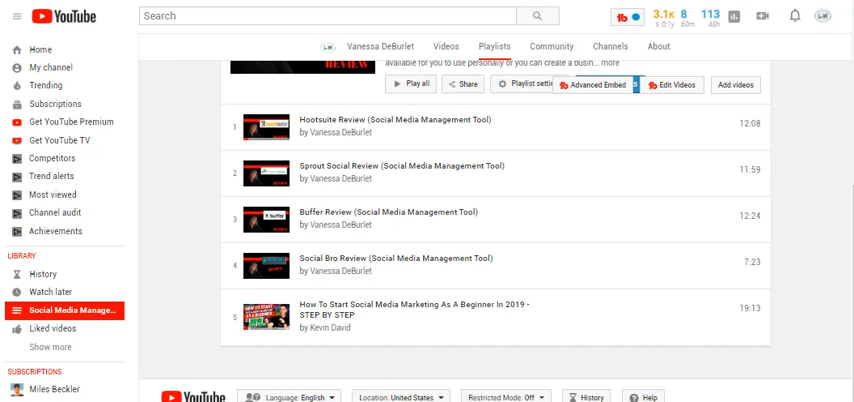 YouTube
Search
3.1K 8 113
60m 48h
Vanessa DeBurlet Videos Playlists Community Channels About
Home
My channel
Trending
Subscriptions
Get YouTube Premium
Get YouTube TV
Competitors
Trend alerts
Most viewed
Channel audit
Achievements
LIBRARY
History
Watch later
Social Media Manage...
Liked videos
Show more
SUBSCRIPTIONS
Miles Beckler
REVIEW
available for you to use personally or you can create a busin... more
Play all Share Playlist settin Advanced Embed S Edit Videos Add videos
1 Hootsuite Review (Social Media Management Tool) 12:08
by Vanessa DeBurlet
2 Sprout Social Review (Social Media Management Tool) 11:59
by Vanessa DeBurlet
3 buffer Buffer Review (Social Media Management Tool) 12:24
by Vanessa DeBurlet
4 Social Bro Review (Social Media Management Tool) 7:23
by Vanessa DeBurlet
5 How To Start Social Media Marketing As A Beginner In 2019 - 19:13
STEP BY STEP
by Kevin David
YouTube Language: English Location: United States Restricted Mode: Off History Help